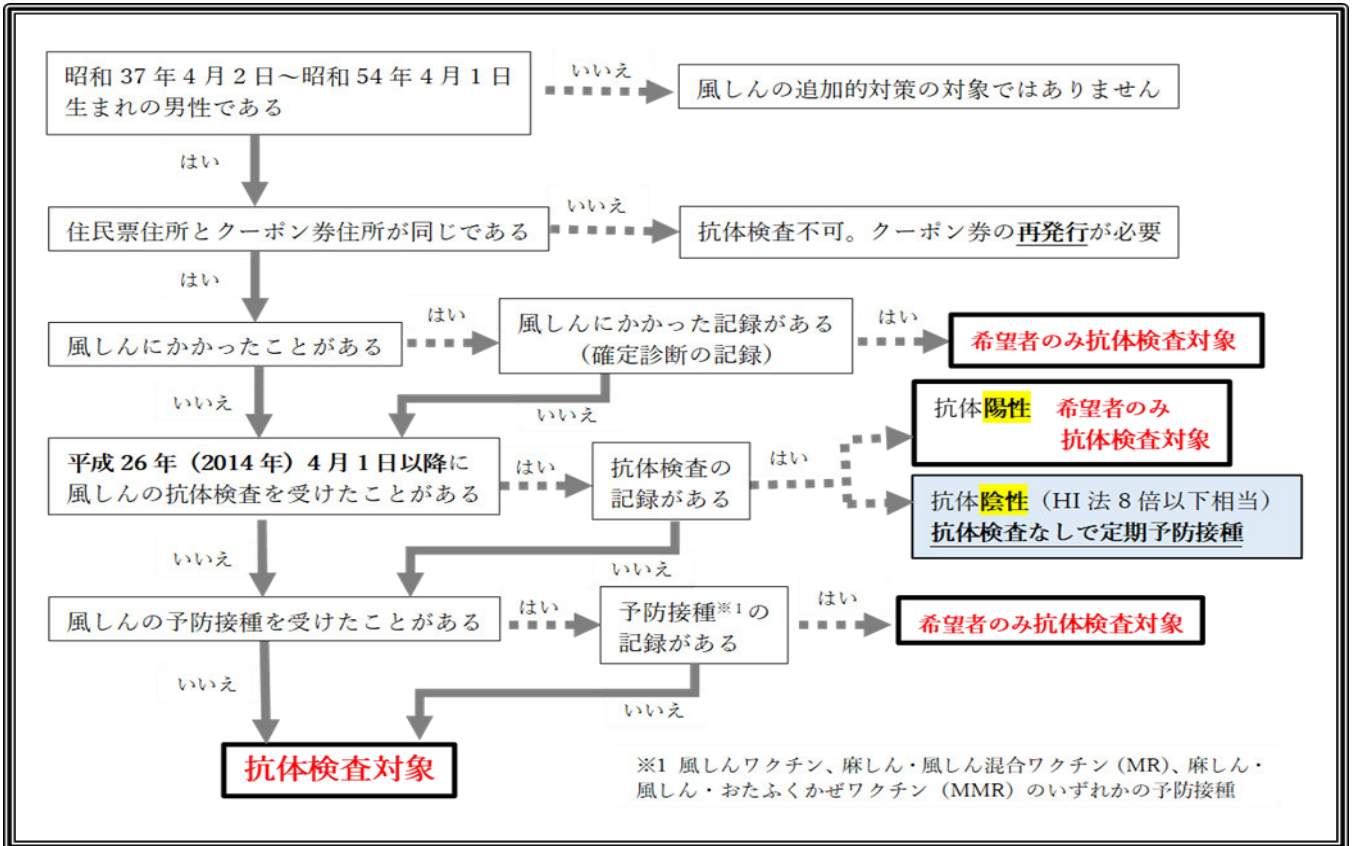 昭和 37 年 4 月 2 日～昭和 54 年 4 月 1 日
生まれの男性である
いいえ
風しんの追加的対策の対象ではありません
はい
住民票住所とクーポン券住所が同じである
いいえ
抗体検査不可。クーポン券の再発行が必要
はい
風しんにかかったことがある
はい
風しんにかかった記録がある
（確定診断の記録）
はい
希望者のみ抗体検査対象
いいえ
いいえ
平成 26 年（2014 年）4 月 1 日以降に
風しんの抗体検査を受けたことがある
はい
抗体検査の
記録がある
はい
抗体陽性 希望者のみ
抗体検査対象
抗体陰性（HI 法 8 倍以下相当）
抗体検査なしで定期予防接種
いいえ
いいえ
風しんの予防接種を受けたことがある
はい
予防接種※1の
記録がある
はい
希望者のみ抗体検査対象
いいえ
いいえ
抗体検査対象
※1 風しんワクチン、麻しん・風しん混合ワクチン（MR）、麻しん・
風しん・おたふくかぜワクチン（MMR）のいずれかの予防接種